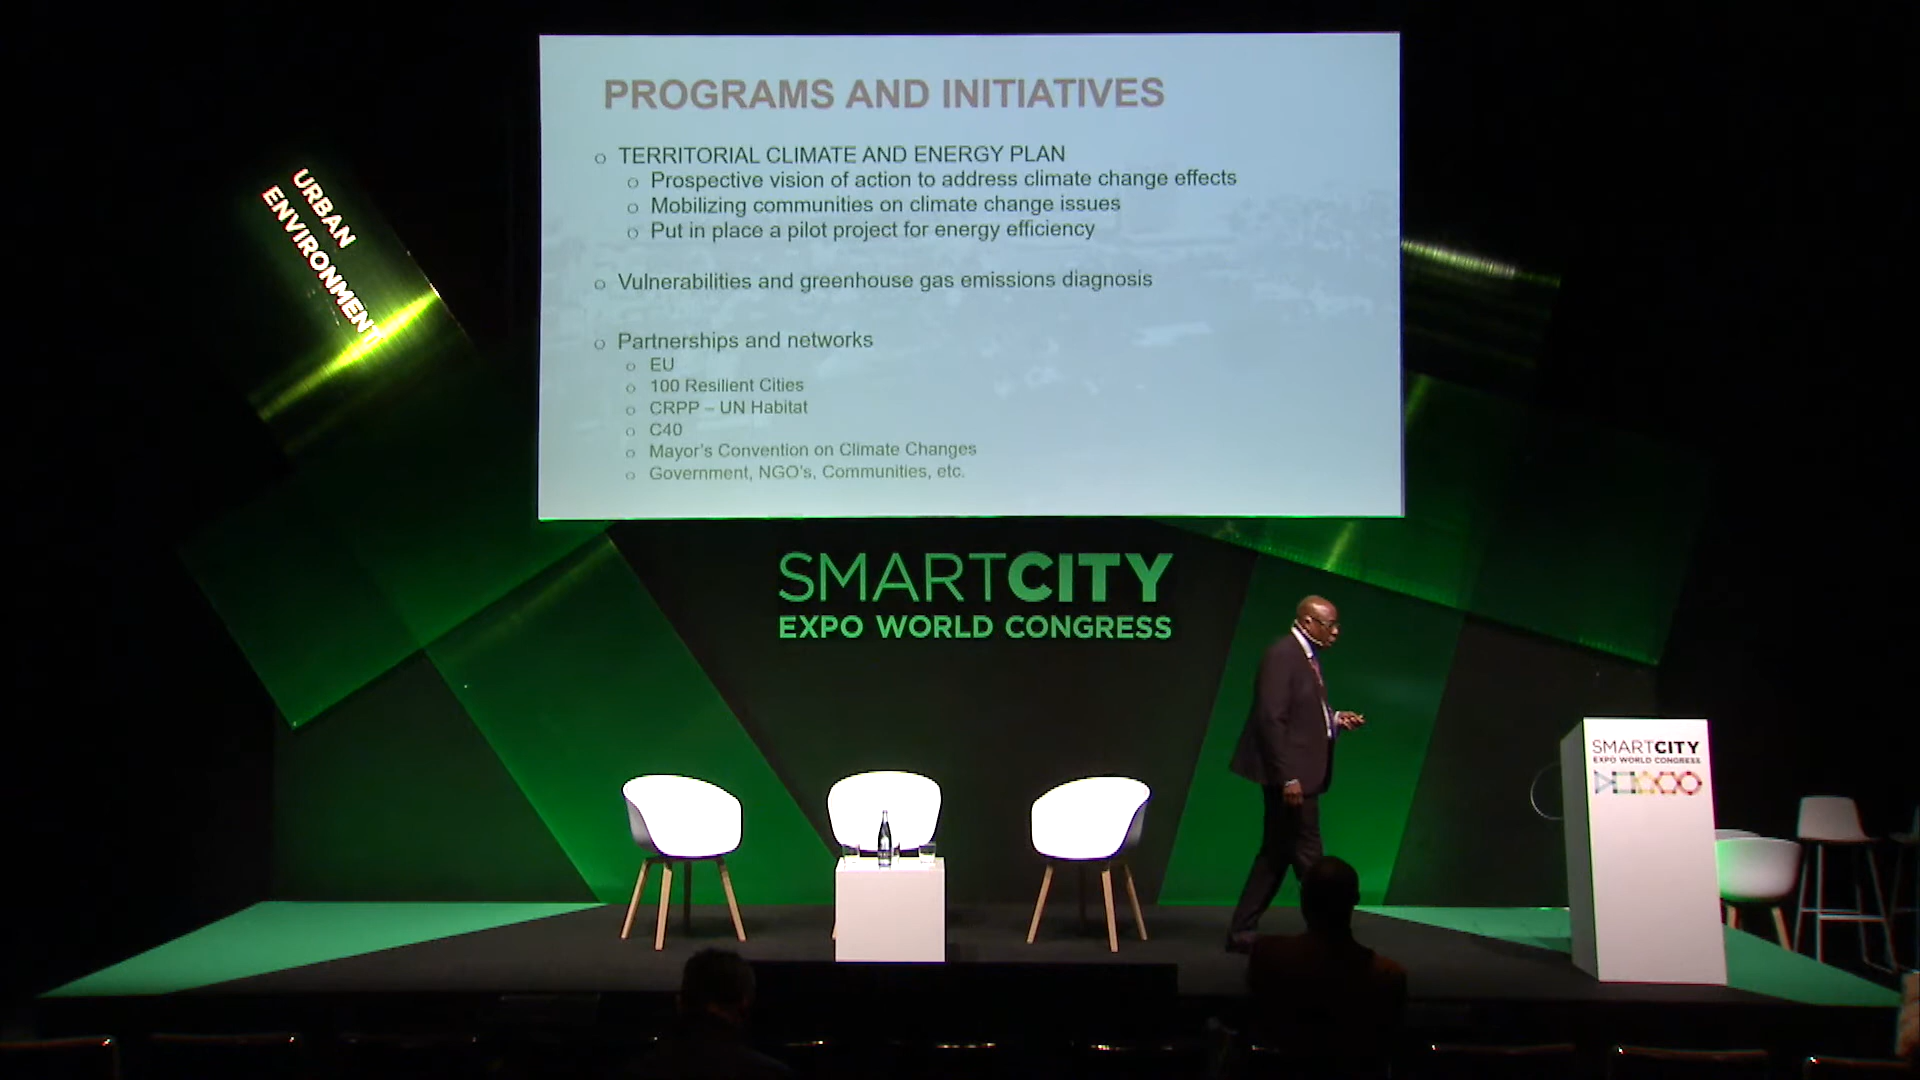 PROGRAMS AND INITIATIVES
o TERRITORIAL CLIMATE AND ENERGY PLAN
o Prospective vision of action to address climate change effects
o Mobilizing communities on climate change issues
o Put in place a pilot project for energy efficiency
o Vulnerabilities and greenhouse gas emissions diagnosis
o Partnerships and networks
o EU
o 100 Resilient Cities
o CRPP – UN Habitat
o C40
o Mayor's Convention on Climate Changes
o Government, NGO's, Communities, etc.
URBAN
ENVIRONMENT
SMARTCITY
EXPO WORLD CONGRESS
SMARTCITY
EXPO WORLD CONGRESS